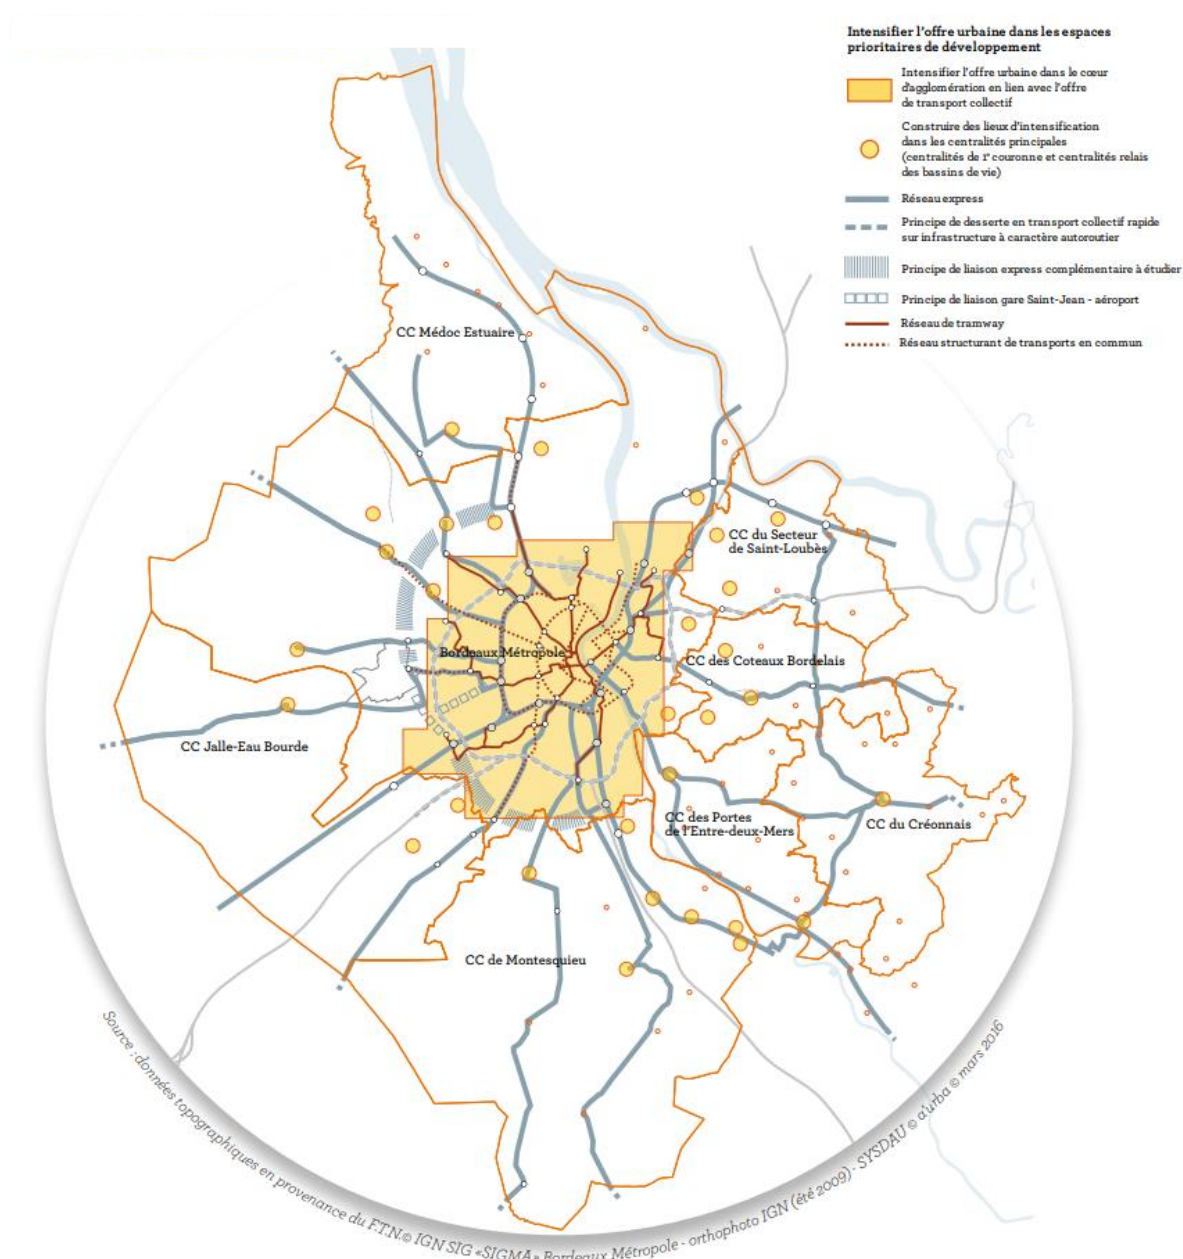 Intensifier l'offre urbaine dans les espaces
prioritaires de développement
Intensifier l'offre urbaine dans le cœur
d'agglomération en lien avec l'offre
de transport collectif
Construire des lieux d'intensification
dans les centralités principales
(centralités de 1e couronne et centralités relais
des bassins de vie)
Réseau express
Principe de desserte en transport collectif rapide
sur infrastructure à caractère autoroutier
Principe de liaison express complémentaire à étudier
Principe de liaison gare Saint-Jean - aéroport
Réseau de tramway
Réseau structurant de transports en commun
CC Médoc Estuaire
CC du Secteur
de Saint-Loubès
Bordeaux Métropole
CC des Coteaux Bordelais
CC Jalle-Eau Bourde
CC des Portes
de l'Entre-deux-Mers
CC du Créonnais
CC de Montesquieu
Source : données topographiques en provenance du F.T.N.© IGN SIG «SIGMA» Bordeaux Métropole - orthophoto IGN (été 2009) - SYSDAU © a'urba © mars 2016